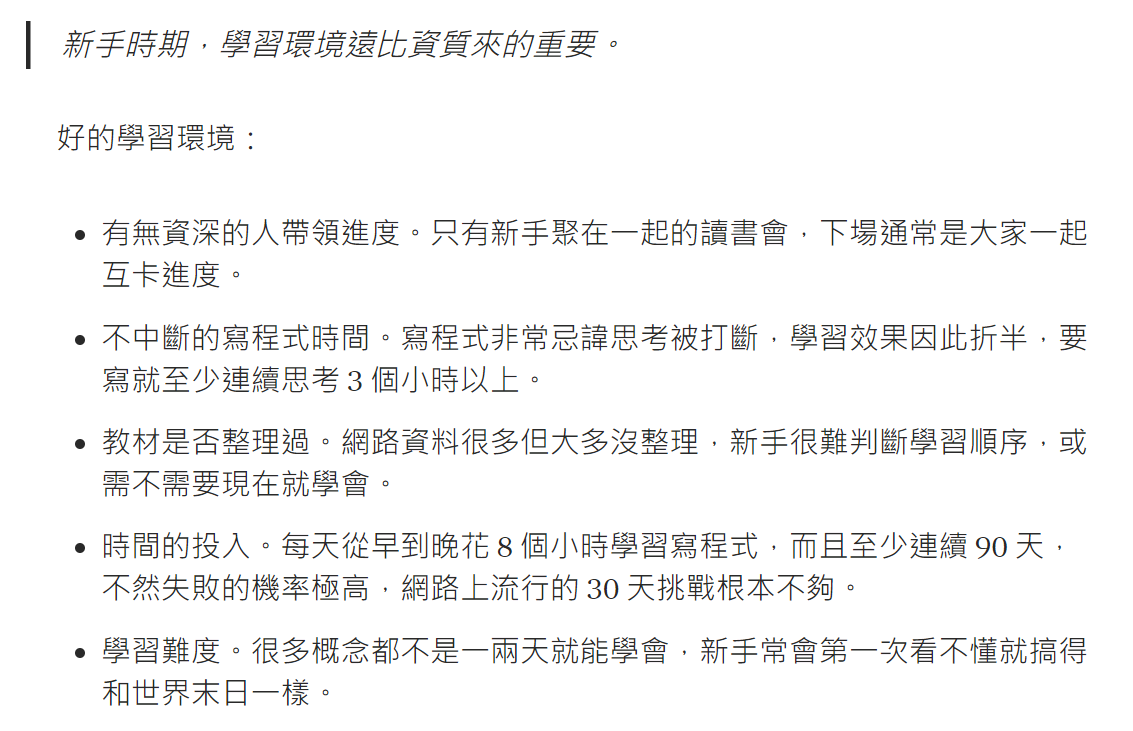 新手時期，學習環境遠比資質來的重要。
好的學習環境：
• 有無資深的人帶領進度。只有新手聚在一起的讀書會，下場通常是大家一起
互卡進度。
• 不中斷的寫程式時間。寫程式非常忌諱思考被打斷，學習效果因此折半，要
寫就至少連續思考 3 個小時以上。
• 教材是否整理過。網路資料很多但大多沒整理，新手很難判斷學習順序，或
需不需要現在就學會。
• 時間的投入。每天從早到晚花 8 個小時學習寫程式，而且至少連續 90 天，
不然失敗的機率極高，網路上流行的 30 天挑戰根本不夠。
• 學習難度。很多概念都不是一兩天就能學會，新手常會第一次看不懂就搞得
和世界末日一樣。